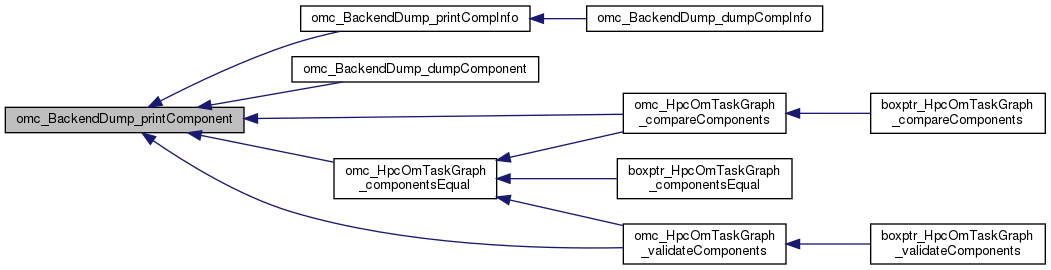 omc_BackendDump_printCompInfo
omc_BackendDump_dumpCompInfo
omc_BackendDump_dumpComponent
omc_BackendDump_printComponent
omc_HpcOmTaskGraph
_compareComponents
boxptr_HpcOmTaskGraph
_compareComponents
omc_HpcOmTaskGraph
_componentsEqual
boxptr_HpcOmTaskGraph
_componentsEqual
omc_HpcOmTaskGraph
_validateComponents
boxptr_HpcOmTaskGraph
_validateComponents